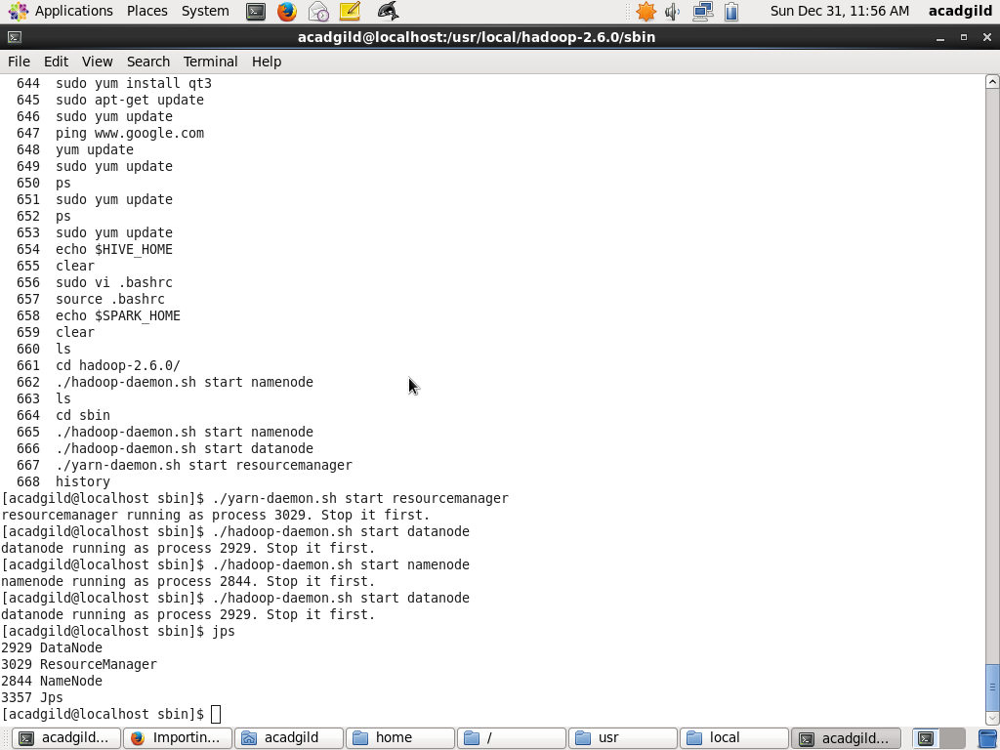 Applications Places System Sun Dec 31, 11:56 AM acadgild
acadgild@localhost:/usr/local/hadoop-2.6.0/sbin
File Edit View Search Terminal Help
644 sudo yum install qt3
645 sudo apt-get update
646 sudo yum update
647 ping www.google.com
648 yum update
649 sudo yum update
650 ps
651 sudo yum update
652 ps
653 sudo yum update
654 echo $HIVE_HOME
655 clear
656 sudo vi .bashrc
657 source .bashrc
658 echo $SPARK_HOME
659 clear
660 ls
661 cd hadoop-2.6.0/
662 ./hadoop-daemon.sh start namenode
663 ls
664 cd sbin
665 ./hadoop-daemon.sh start namenode
666 ./hadoop-daemon.sh start datanode
667 ./yarn-daemon.sh start resourcemanager
668 history
[acadgild@localhost sbin]$ ./yarn-daemon.sh start resourcemanager
resourcemanager running as process 3029. Stop it first.
[acadgild@localhost sbin]$ ./hadoop-daemon.sh start datanode
datanode running as process 2929. Stop it first.
[acadgild@localhost sbin]$ ./hadoop-daemon.sh start namenode
namenode running as process 2844. Stop it first.
[acadgild@localhost sbin]$ ./hadoop-daemon.sh start datanode
datanode running as process 2929. Stop it first.
[acadgild@localhost sbin]$ jps
2929 DataNode
3029 ResourceManager
2844 NameNode
3357 Jps
[acadgild@localhost sbin]$
acadgild... Importin... acadgild home / usr local acadgild...